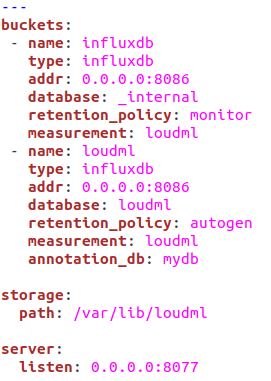 ---
buckets:
 - name: influxdb
   type: influxdb
   addr: 0.0.0.0:8086
   database: _internal
   retention_policy: monitor
   measurement: loudml
 - name: loudml
   type: influxdb
   addr: 0.0.0.0:8086
   database: loudml
   retention_policy: autogen
   measurement: loudml
   annotation_db: mydb

storage:
  path: /var/lib/loudml

server:
  listen: 0.0.0.0:8077